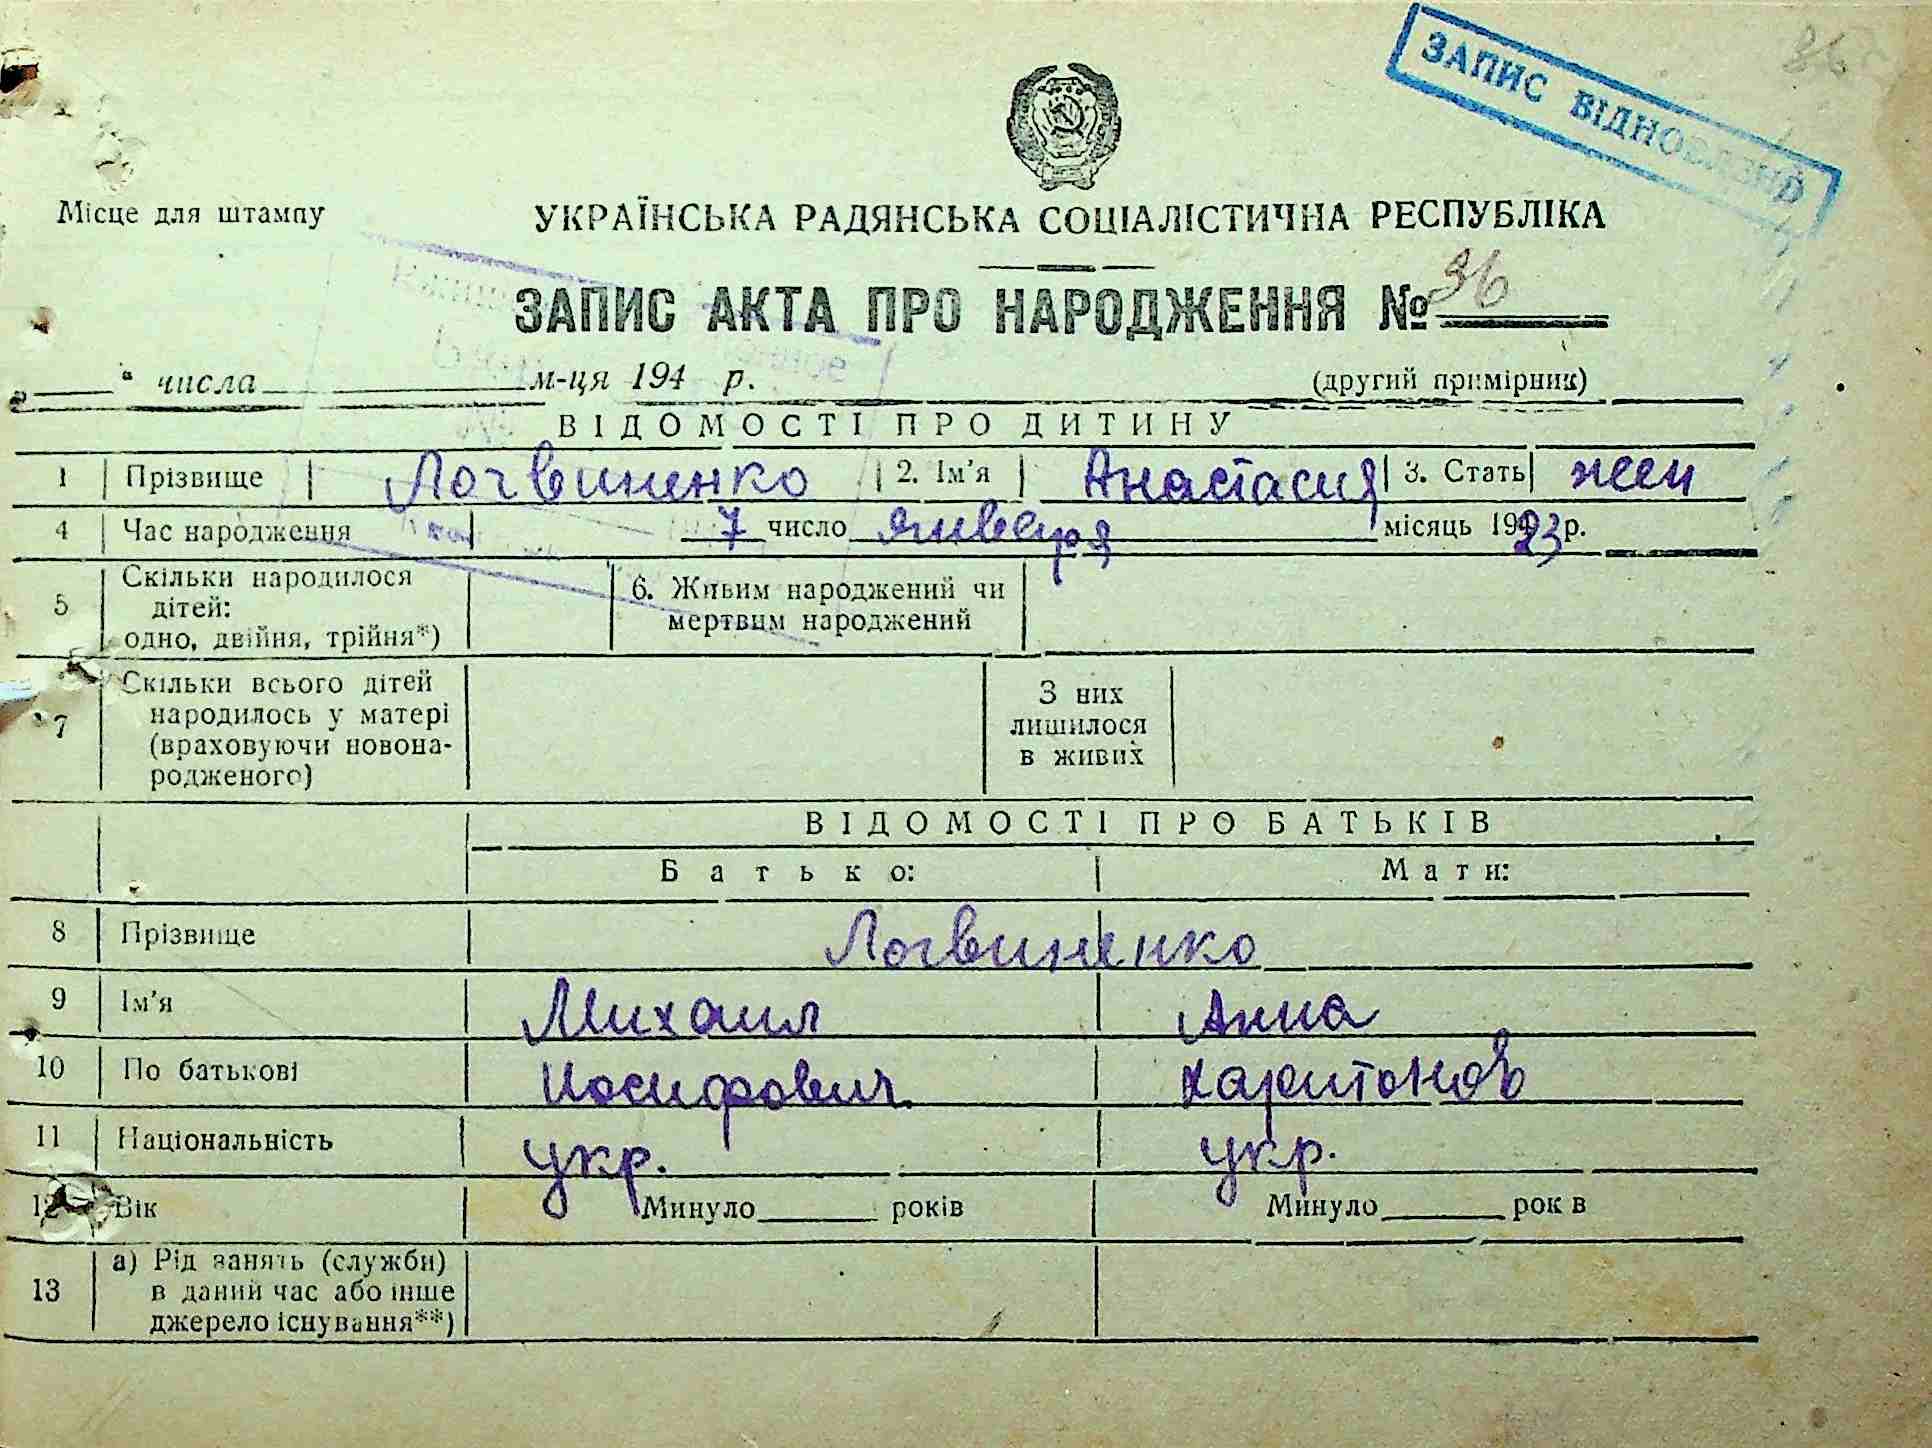 ЗАПИС ВІДНОВЛЕНО
Місце для штампу
УКРАЇНСЬКА РАДЯНСЬКА СОЦІАЛІСТИЧНА РЕСПУБЛІКА
ЗАПИС АКТА ПРО НАРОДЖЕННЯ № 36
„ “ числа м-ця 194 р. (другий примірник)
ВІДОМОСТІ ПРО ДИТИНУ
1 Прізвище Логвиненко 2. Ім'я Анастасия 3. Стать жен
4 Час народження 7 число января місяць 1923 р.
5 Скільки народилося дітей: одно, двійня, трійня*) 6. Живим народжений чи мертвим народжений
7 Скільки всього дітей народилось у матері (враховуючи новонародженого) З них лишилося в живих
ВІДОМОСТІ ПРО БАТЬКІВ
Батько: Мати:
8 Прізвище Логвиненко
9 Ім'я Михаил Анна
10 По батькові Иосифович Харитонов
11 Національність укр. укр.
12 Вік Минуло років Минуло рок в
13 а) Рід занять (служби) в даний час або інше джерело існування**)